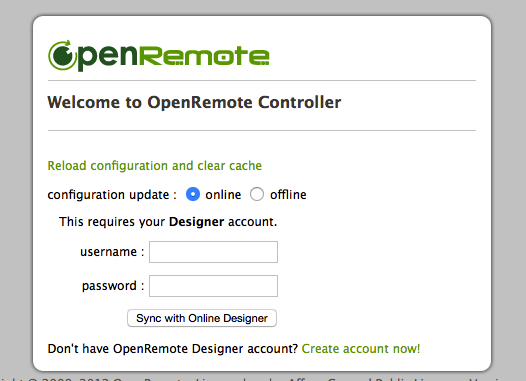 OpenRemote
Welcome to OpenRemote Controller
Reload configuration and clear cache
configuration update : online offline
This requires your Designer account.
username :
password :
Sync with Online Designer
Don't have OpenRemote Designer account? Create account now!